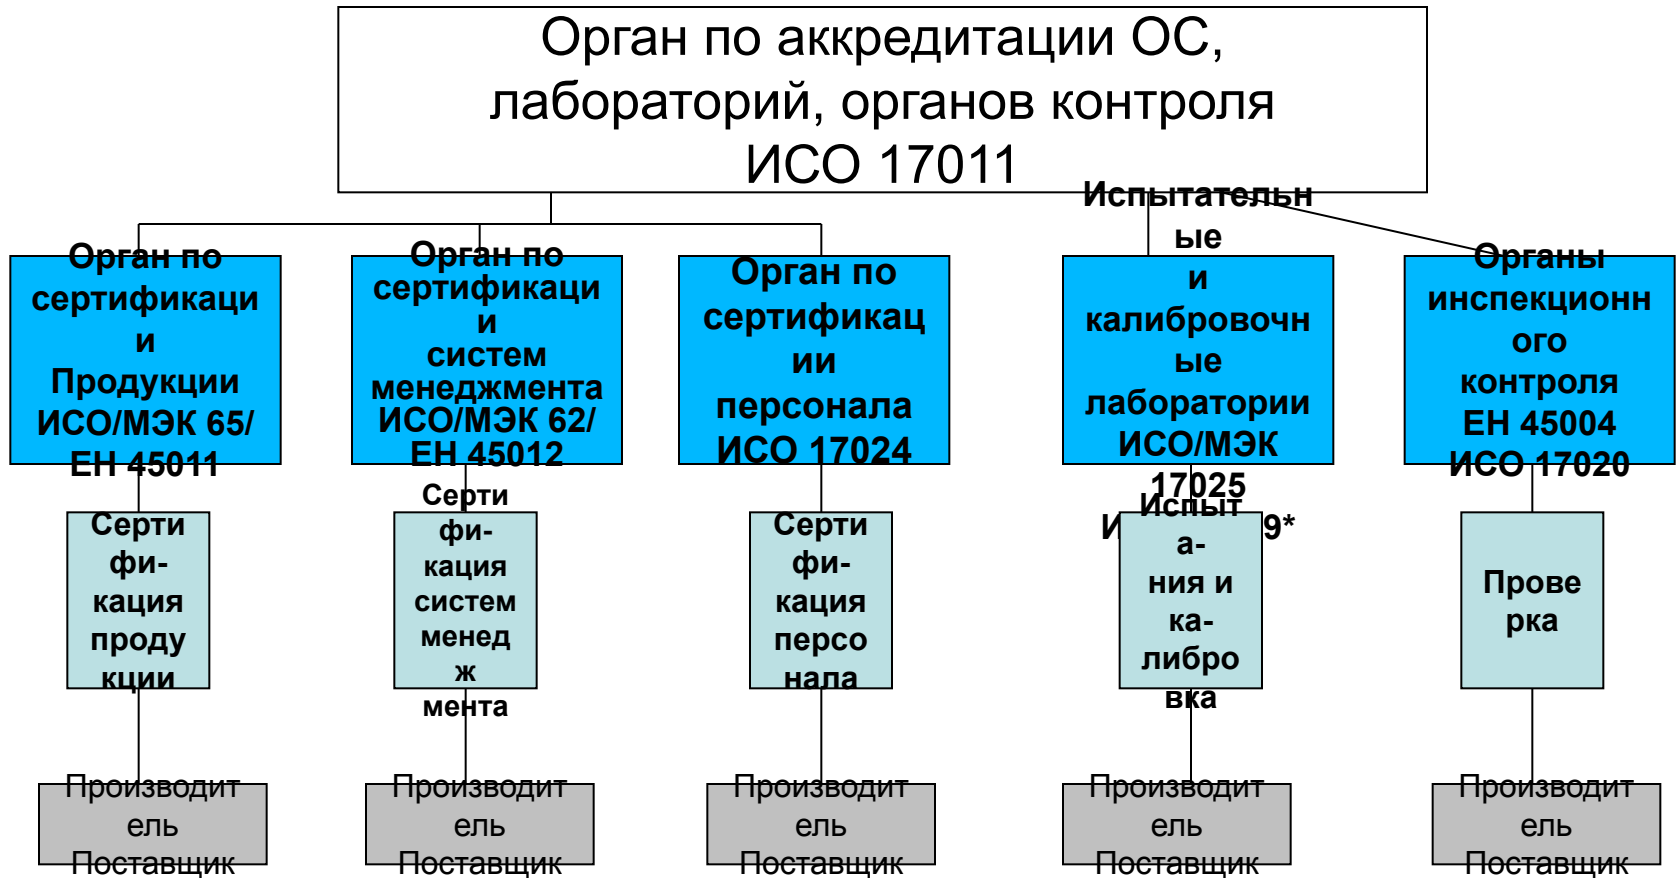 Орган по аккредитации ОС,
лабораторий, органов контроля
ИСО 17011
Орган по
сертификаци
и
Продукции
ИСО/МЭК 65/
ЕН 45011
Орган по
сертификаци
и
систем
менеджмента
ИСО/МЭК 62/
ЕН 45012
Орган по
сертификац
ии
персонала
ИСО 17024
Испытательн
ые
и
калибровочн
ые
лаборатории
ИСО/МЭК
17025
Органы
инспекционн
ого
контроля
ЕН 45004
ИСО 17020
Серти
фи-
кация
проду
кции
Серти
фи-
кация
систем
менед
ж
мента
Серти
фи-
кация
персо
нала
Испыт
а-
ния и
ка-
либро
вка
Прове
рка
Производит
ель
Поставщик
Производит
ель
Поставщик
Производит
ель
Поставщик
Производит
ель
Поставщик
Производит
ель
Поставщик